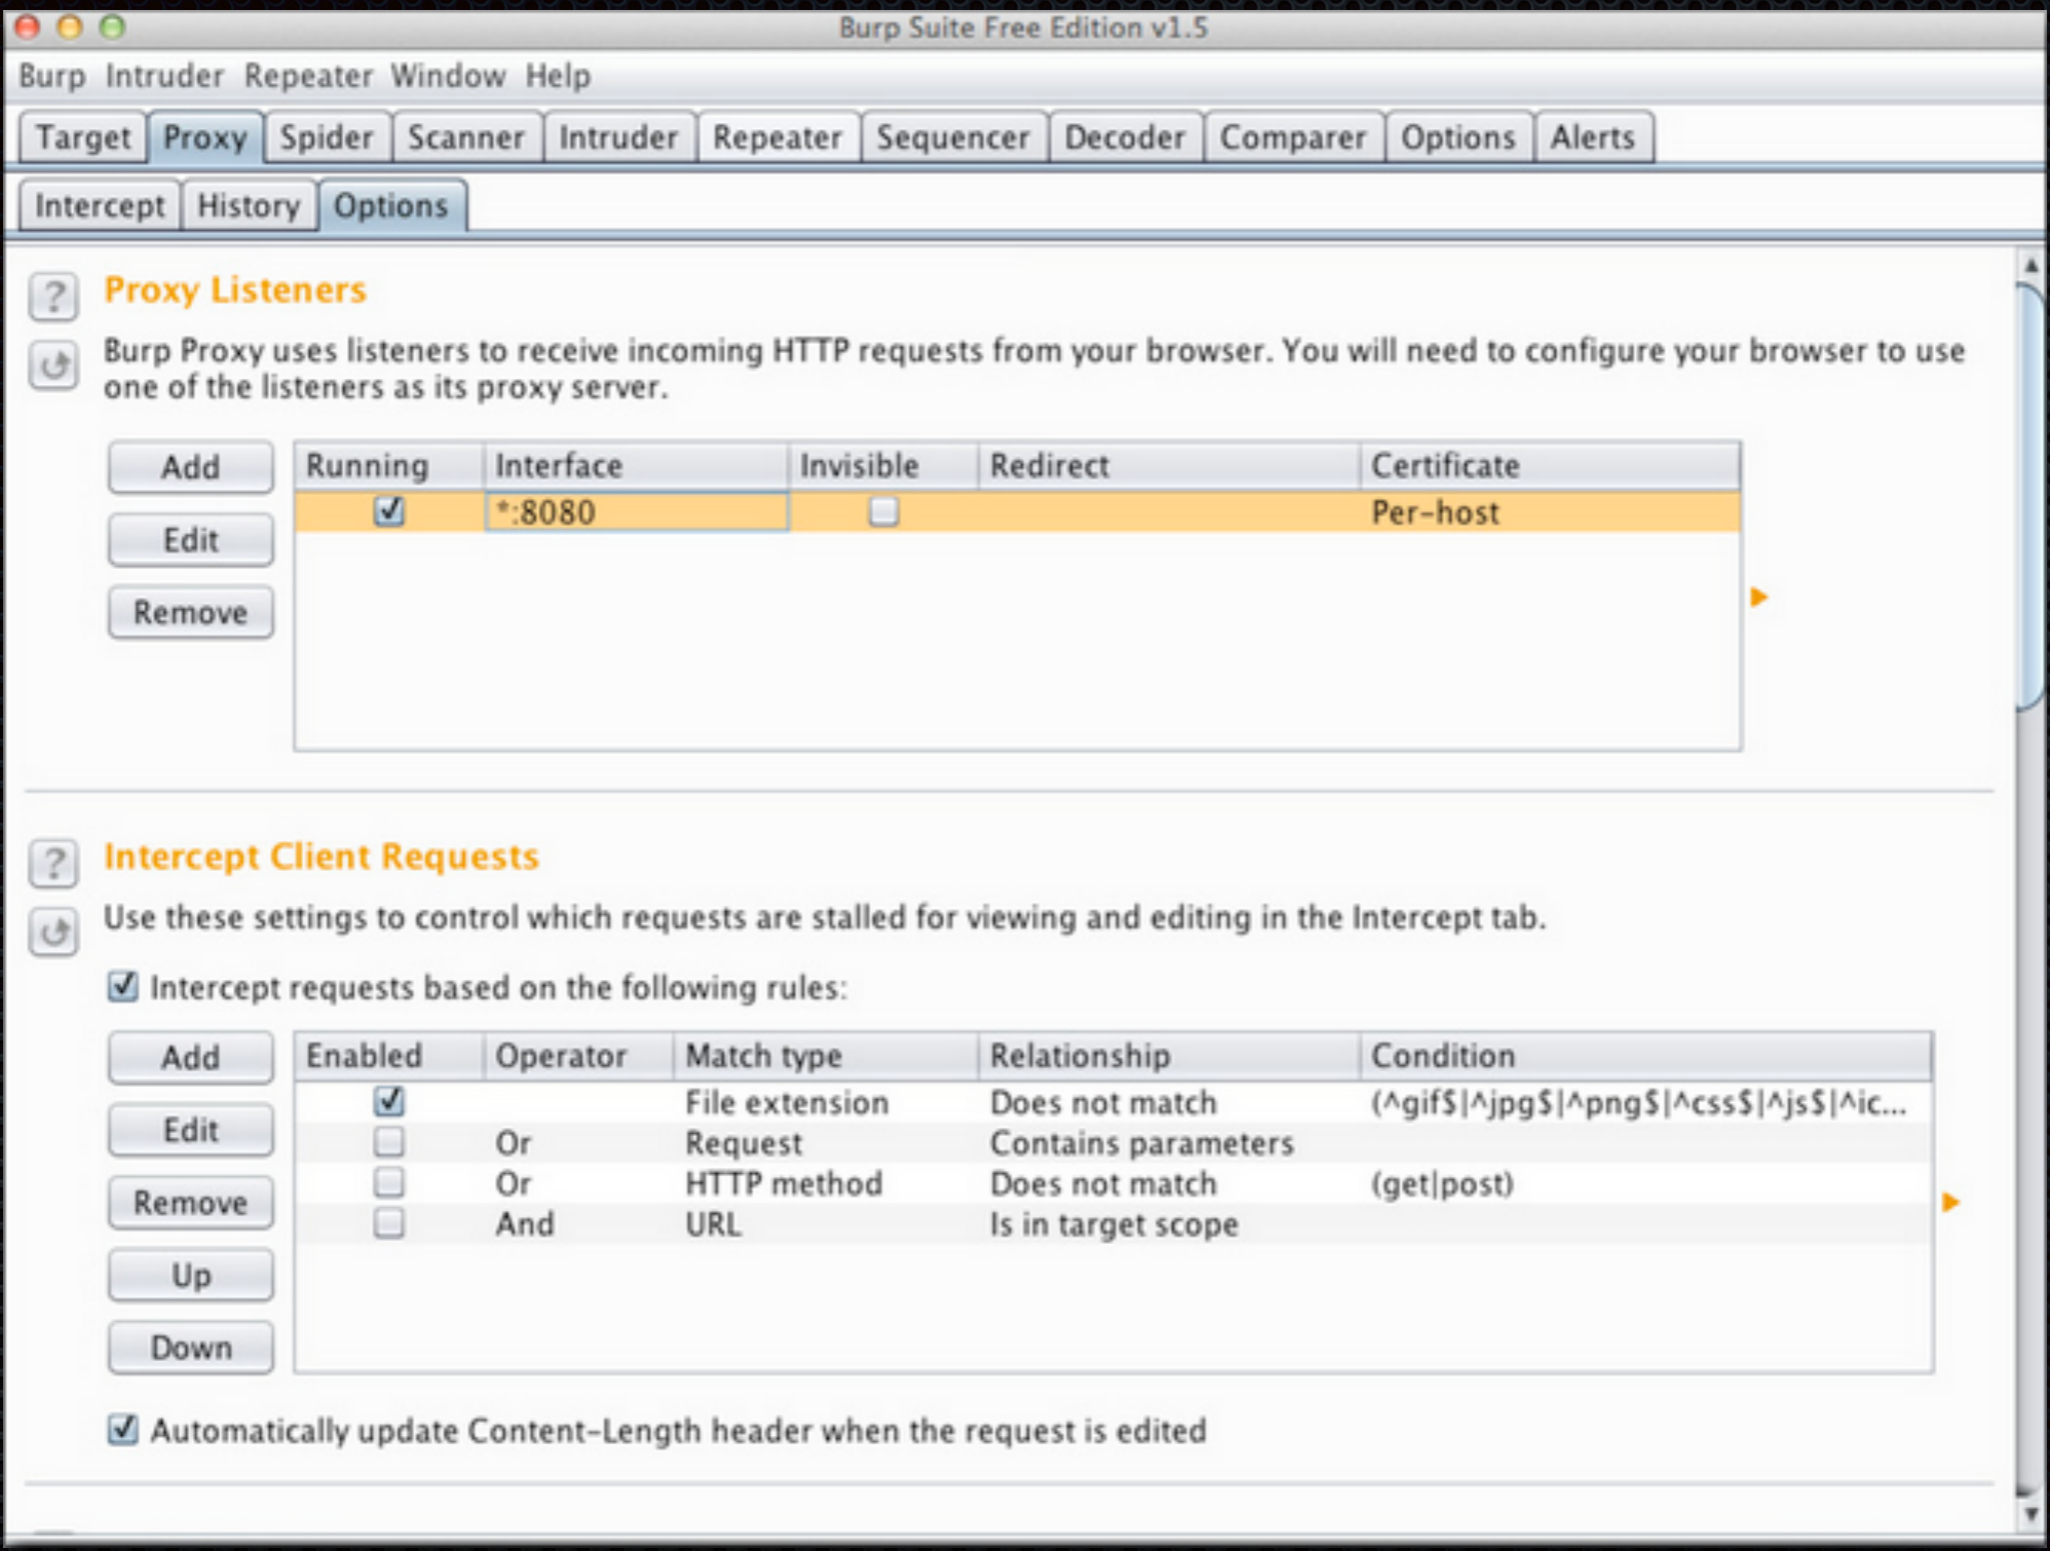 Burp Suite Free Edition v1.5
Burp Intruder Repeater Window Help
Target Proxy Spider Scanner Intruder Repeater Sequencer Decoder Comparer Options Alerts
Intercept History Options
? Proxy Listeners
Burp Proxy uses listeners to receive incoming HTTP requests from your browser. You will need to configure your browser to use
one of the listeners as its proxy server.
Add Running Interface Invisible Redirect Certificate
*:8080 Per-host
Edit
Remove
? Intercept Client Requests
Use these settings to control which requests are stalled for viewing and editing in the Intercept tab.
Intercept requests based on the following rules:
Add Enabled Operator Match type Relationship Condition
File extension Does not match (^gif$|^jpg$|^png$|^css$|^js$|^ic...
Edit Or Request Contains parameters
Or HTTP method Does not match (get|post)
Remove And URL Is in target scope
Up
Down
Automatically update Content-Length header when the request is edited